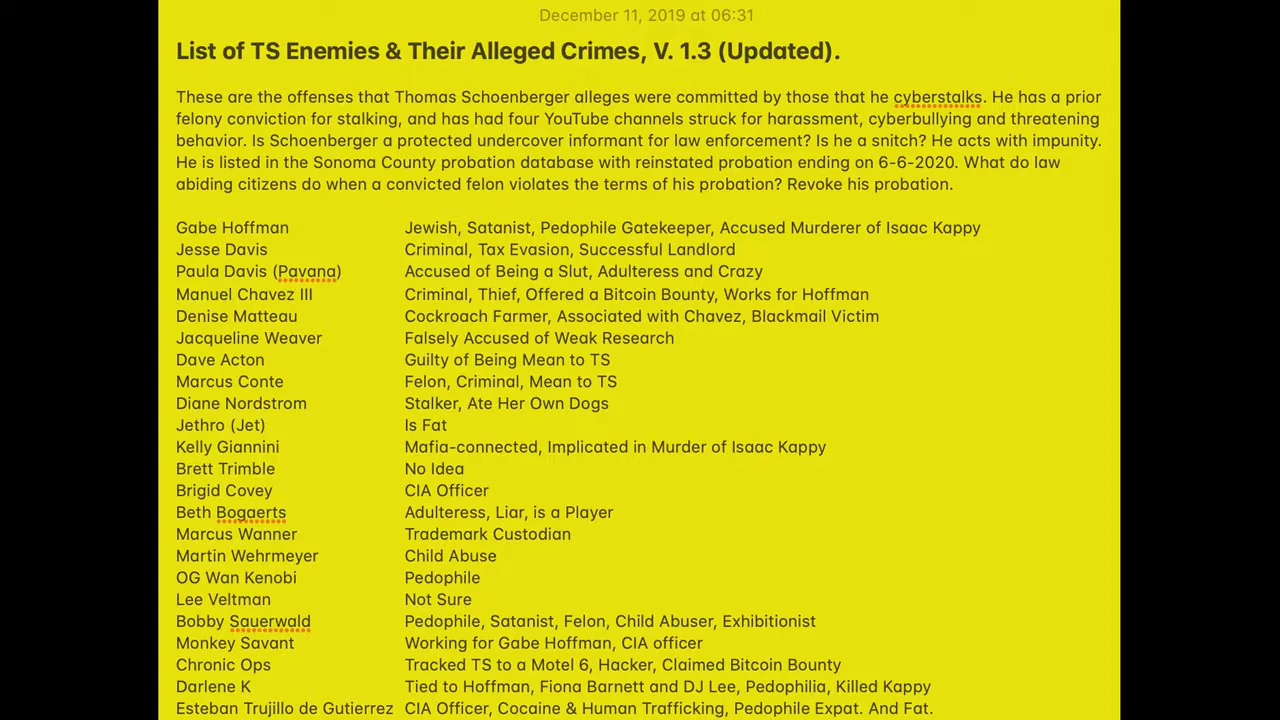 December 11, 2019 at 06:31
List of TS Enemies & Their Alleged Crimes, V. 1.3 (Updated).
These are the offenses that Thomas Schoenberger alleges were committed by those that he cyberstalks. He has a prior
felony conviction for stalking, and has had four YouTube channels struck for harassment, cyberbullying and threatening
behavior. Is Schoenberger a protected undercover informant for law enforcement? Is he a snitch? He acts with impunity.
He is listed in the Sonoma County probation database with reinstated probation ending on 6-6-2020. What do law
abiding citizens do when a convicted felon violates the terms of his probation? Revoke his probation.
Gabe Hoffman Jewish, Satanist, Pedophile Gatekeeper, Accused Murderer of Isaac Kappy
Jesse Davis Criminal, Tax Evasion, Successful Landlord
Paula Davis (Pavana) Accused of Being a Slut, Adulteress and Crazy
Manuel Chavez III Criminal, Thief, Offered a Bitcoin Bounty, Works for Hoffman
Denise Matteau Cockroach Farmer, Associated with Chavez, Blackmail Victim
Jacqueline Weaver Falsely Accused of Weak Research
Dave Acton Guilty of Being Mean to TS
Marcus Conte Felon, Criminal, Mean to TS
Diane Nordstrom Stalker, Ate Her Own Dogs
Jethro (Jet) Is Fat
Kelly Giannini Mafia-connected, Implicated in Murder of Isaac Kappy
Brett Trimble No Idea
Brigid Covey CIA Officer
Beth Bogaerts Adulteress, Liar, is a Player
Marcus Wanner Trademark Custodian
Martin Wehrmeyer Child Abuse
OG Wan Kenobi Pedophile
Lee Veltman Not Sure
Bobby Sauerwald Pedophile, Satanist, Felon, Child Abuser, Exhibitionist
Monkey Savant Working for Gabe Hoffman, CIA officer
Chronic Ops Tracked TS to a Motel 6, Hacker, Claimed Bitcoin Bounty
Darlene K Tied to Hoffman, Fiona Barnett and DJ Lee, Pedophilia, Killed Kappy
Esteban Trujillo de Gutierrez CIA Officer, Cocaine & Human Trafficking, Pedophile Expat. And Fat.